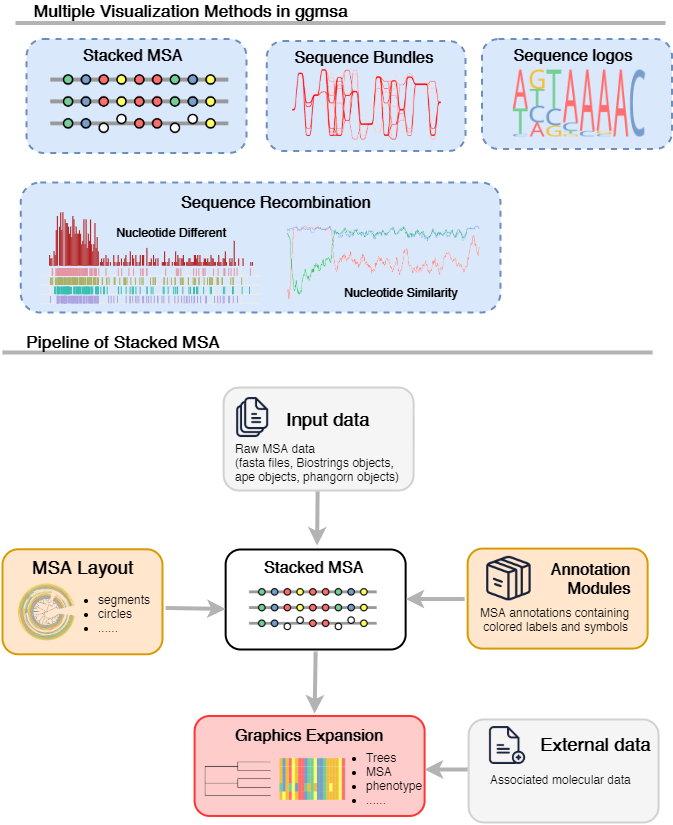 Multiple Visualization Methods in ggmsa
Stacked MSA
Sequence Bundles
Sequence logos
Sequence Recombination
Nucleotide Different
Nucleotide Similarity
Pipeline of Stacked MSA
Input data
Raw MSA data
(fasta files, Biostrings objects,
ape objects, phangorn objects)
MSA Layout
• segments
• circles
• ......
Stacked MSA
Annotation
Modules
MSA annotations containing
colored labels and symbols
Graphics Expansion
• Trees
• MSA
• phenotype
• ......
External data
Associated molecular data